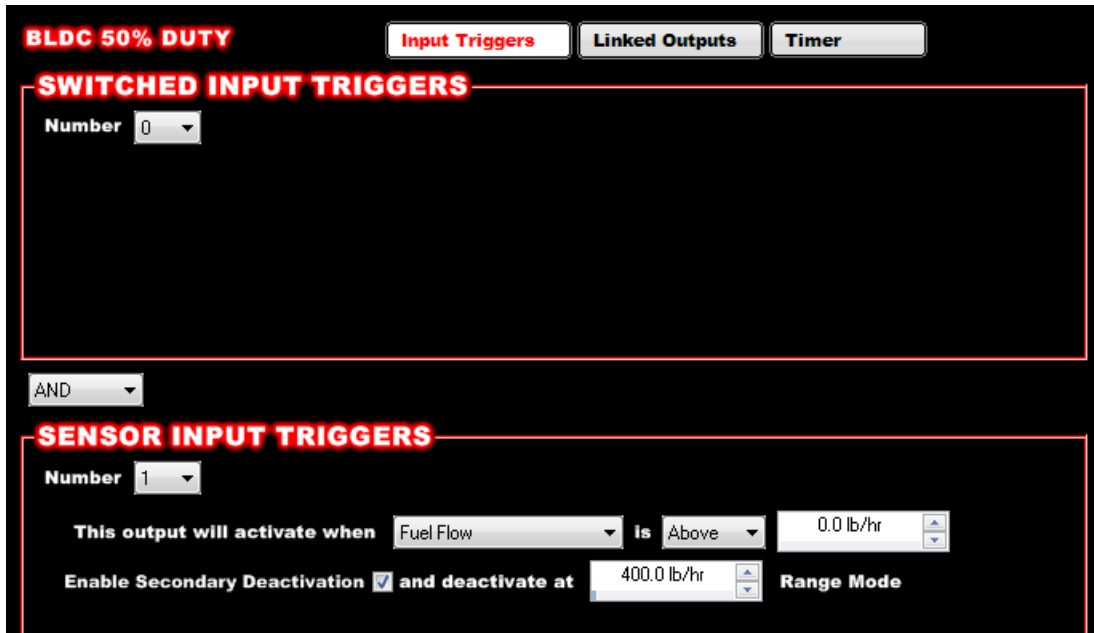 BLDC 50% DUTY Input Triggers Linked Outputs Timer
SWITCHED INPUT TRIGGERS
Number 0
AND
SENSOR INPUT TRIGGERS
Number 1
This output will activate when Fuel Flow is Above 0.0 lb/hr
Enable Secondary Deactivation and deactivate at 400.0 lb/hr Range Mode